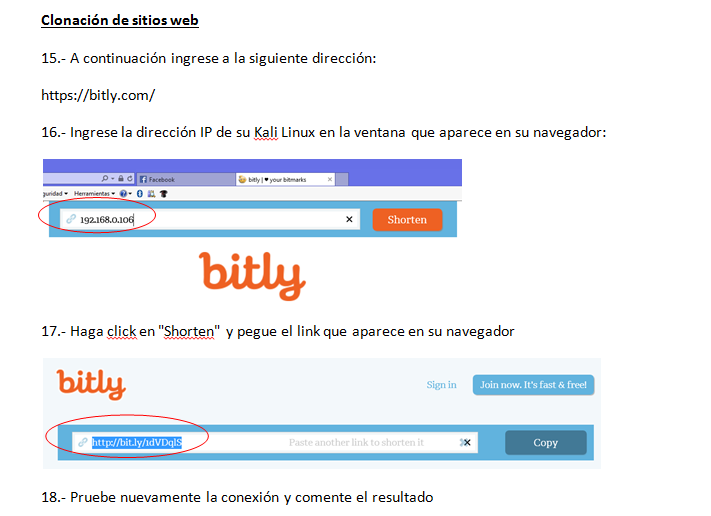 Clonación de sitios web
15.- A continuación ingrese a la siguiente dirección:
https://bitly.com/
16.- Ingrese la dirección IP de su Kali Linux en la ventana que aparece en su navegador:
Facebook
bitly | ♥ your bitmarks
guridad
Herramientas
192.168.0.106
Shorten
bitly
17.- Haga click en "Shorten" y pegue el link que aparece en su navegador
bitly
Sign in
Join now. It's fast & free!
http://bit.ly/1dVDqlS
Paste another link to shorten it
Copy
18.- Pruebe nuevamente la conexión y comente el resultado